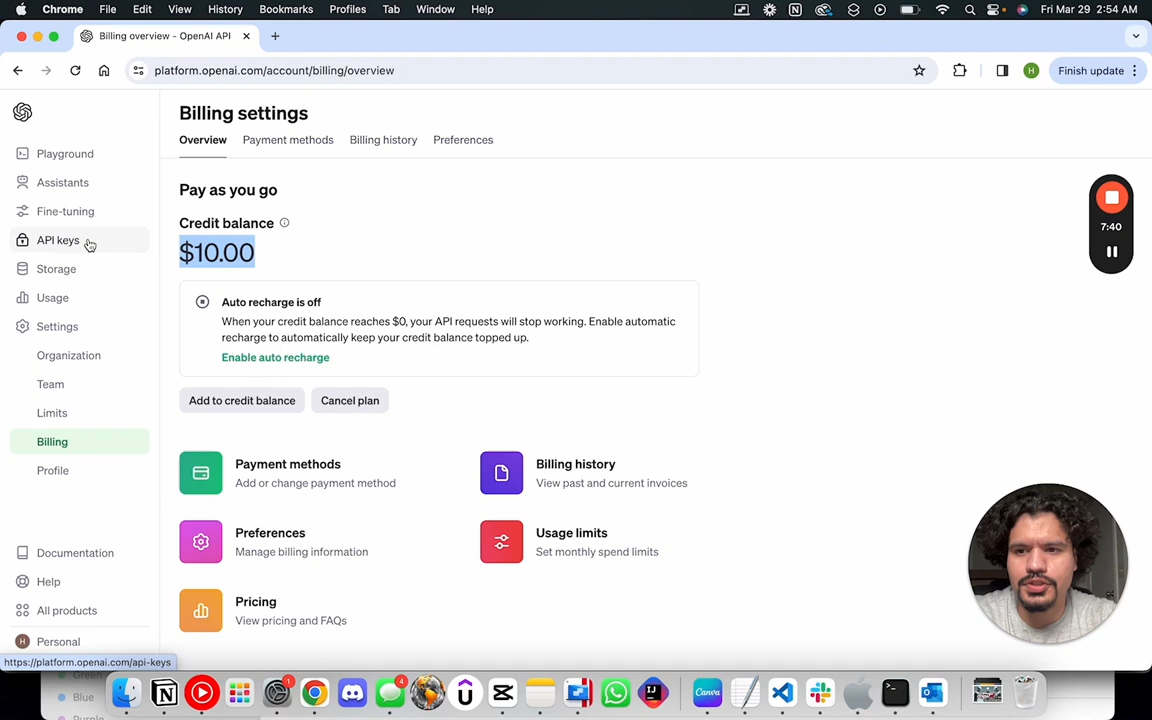 Chrome File Edit View History Bookmarks Profiles Tab Window Help Fri Mar 29 2:54 AM
Billing overview - OpenAI API
platform.openai.com/account/billing/overview
H
Finish update
Playground
Assistants
Fine-tuning
API keys
Storage
Usage
Settings
Organization
Team
Limits
Billing
Profile
Documentation
Help
All products
H Personal
https://platform.openai.com/api-keys
Billing settings
Overview Payment methods Billing history Preferences
Pay as you go
Credit balance
$10.00
Auto recharge is off
When your credit balance reaches $0, your API requests will stop working. Enable automatic
recharge to automatically keep your credit balance topped up.
Enable auto recharge
Add to credit balance Cancel plan
Payment methods
Add or change payment method
Billing history
View past and current invoices
Preferences
Manage billing information
Usage limits
Set monthly spend limits
Pricing
View pricing and FAQs
7:40
Green
Blue
Purple
1
4